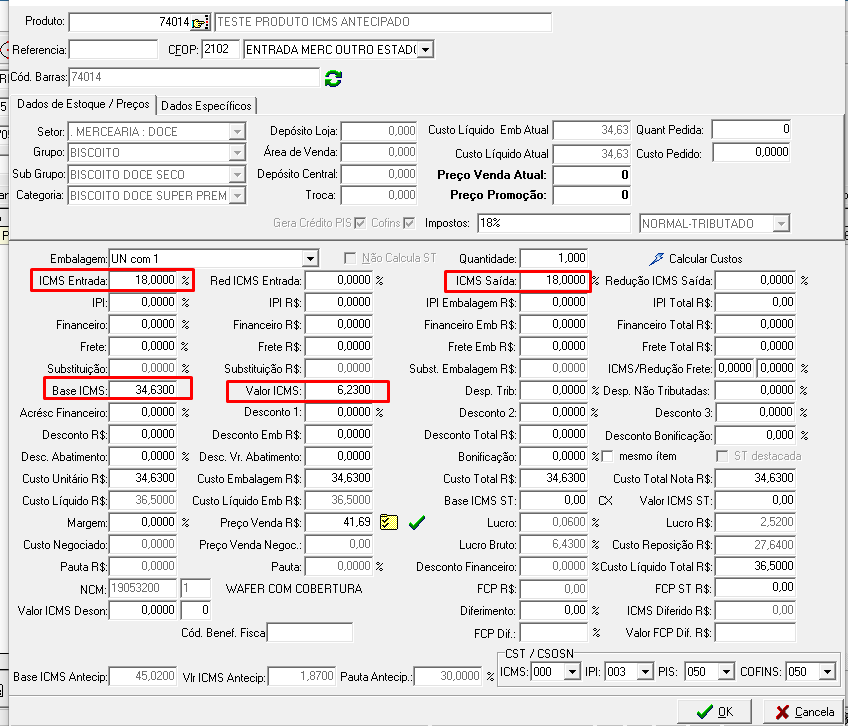 Produto: 74014 TESTE PRODUTO ICMS ANTECIPADO
Referencia: CFOP: 2102 ENTRADA MERC OUTRO ESTADO
Cód. Barras: 74014
Dados de Estoque / Preços Dados Específicos
Setor: . MERCEARIA : DOCE Depósito Loja: 0,000 Custo Líquido Emb Atual 34,63 Quant Pedida: 0
Grupo: BISCOITO Área de Venda: 0,000 Custo Líquido Atual 34,63 Custo Pedido: 0,0000
Sub Grupo: BISCOITO DOCE SECO Depósito Central: 0,000 Preço Venda Atual: 0
Categoria: BISCOITO DOCE SUPER PREM Troca: 0,000 Preço Promoção: 0
Gera Crédito PIS Cofins Impostos: 18% NORMAL-TRIBUTADO
Embalagem: UN com 1 Não Calcula ST Quantidade: 1,000 Calcular Custos
ICMS Entrada: 18,0000 % Red ICMS Entrada: 0,0000 % ICMS Saída: 18,0000 % Redução ICMS Saída: 0,0000 %
IPI: 0,0000 % IPI R$: 0,0000 IPI Embalagem R$: 0,0000 IPI Total R$: 0,00
Financeiro: 0,0000 % Financeiro R$: 0,0000 Financeiro Emb R$: 0,0000 Financeiro Total R$: 0,00
Frete: 0,0000 % Frete R$: 0,0000 Frete Emb R$: 0,0000 Frete Total R$: 0,00
Substituição: 0,0000 % Substituição R$: 0,0000 Subst. Embalagem R$: 0,0000 ICMS/Redução Frete: 0,0000 0,0000 %
Base ICMS: 34,6300 Valor ICMS: 6,2300 Desp. Trib: 0,0000 % Desp. Não Tributadas: 0,0000 %
Acrésc Financeiro: 0,0000 % Desconto 1: 0,0000 % Desconto 2: 0,0000 % Desconto 3: 0,0000 %
Desconto R$: 0,0000 Desconto Emb R$: 0,0000 Desconto Total R$: 0,0000 Desconto Bonificação: 0,000 %
Desc. Abatimento: 0,0000 % Desc. Vr. Abatimento: 0,0000 Bonificação: 0,0000 % mesmo ítem ST destacada
Custo Unitário R$: 34,6300 Custo Embalagem R$: 34,6300 Custo Total R$: 34,6300 Custo Total Nota R$: 34,6300
Custo Líquido R$: 36,5000 Custo Líquido Emb R$: 36,5000 Base ICMS ST: 0,00 CX Valor ICMS ST: 0,00
Margem: 0,0000 % Preço Venda R$: 41,69 Lucro: 0,0600 % Lucro R$: 2,5200
Custo Negociado: 0,0000 Preço Venda Negoc.: 0,00 Lucro Bruto: 6,4300 % Custo Reposição R$: 27,6400
Pauta R$: 0,0000 Pauta: 0,0000 % Desconto Financeiro: 0,0000 % Custo Líquido Total R$: 36,5000
NCM: 19053200 1 WAFER COM COBERTURA FCP R$: 0,00 FCP ST R$: 0,00
Valor ICMS Deson: 0,0000 0 Diferimento: 0,00 % ICMS Diferido R$: 0,00
Cód. Benef. Fisca FCP Dif.: % Valor FCP Dif. R$:
CST / CSOSN
Base ICMS Antecip: 45,0200 Vlr ICMS Antecip: 1,8700 Pauta Antecip.: 30,0000 % ICMS: 000 IPI: 003 PIS: 050 COFINS: 050
OK Cancela